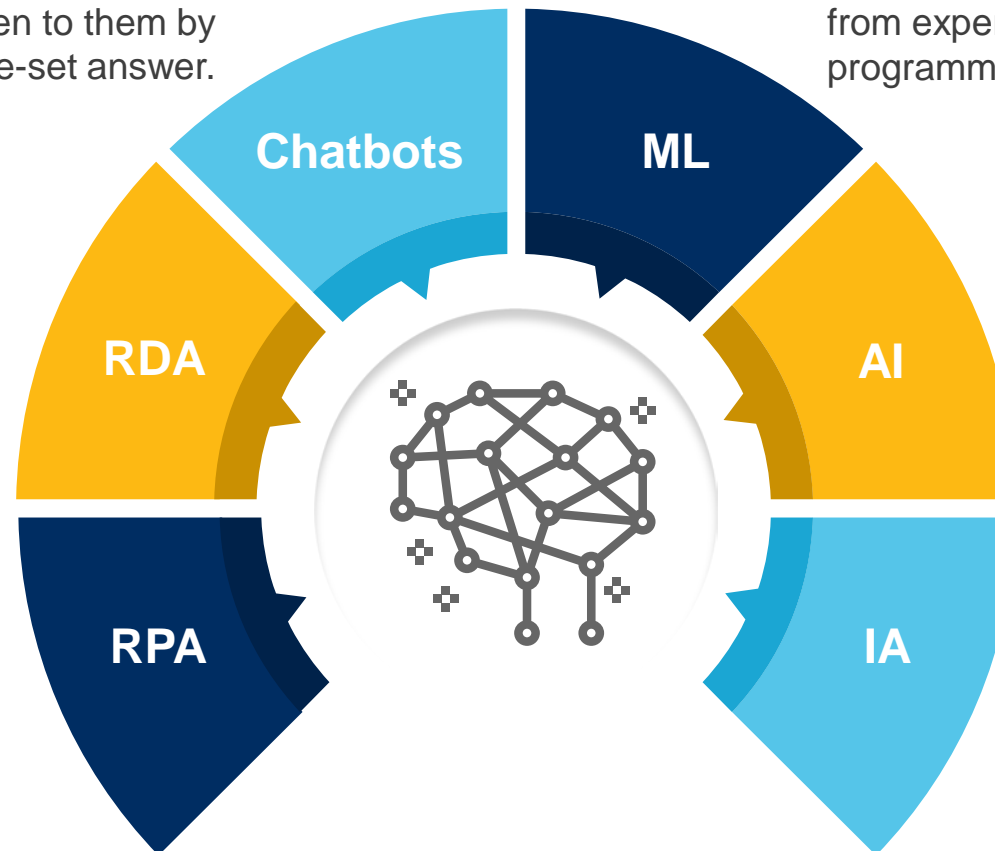 en to them by
e-set answer.
from exper
programm
Chatbots
ML
RDA
AI
RPA
IA